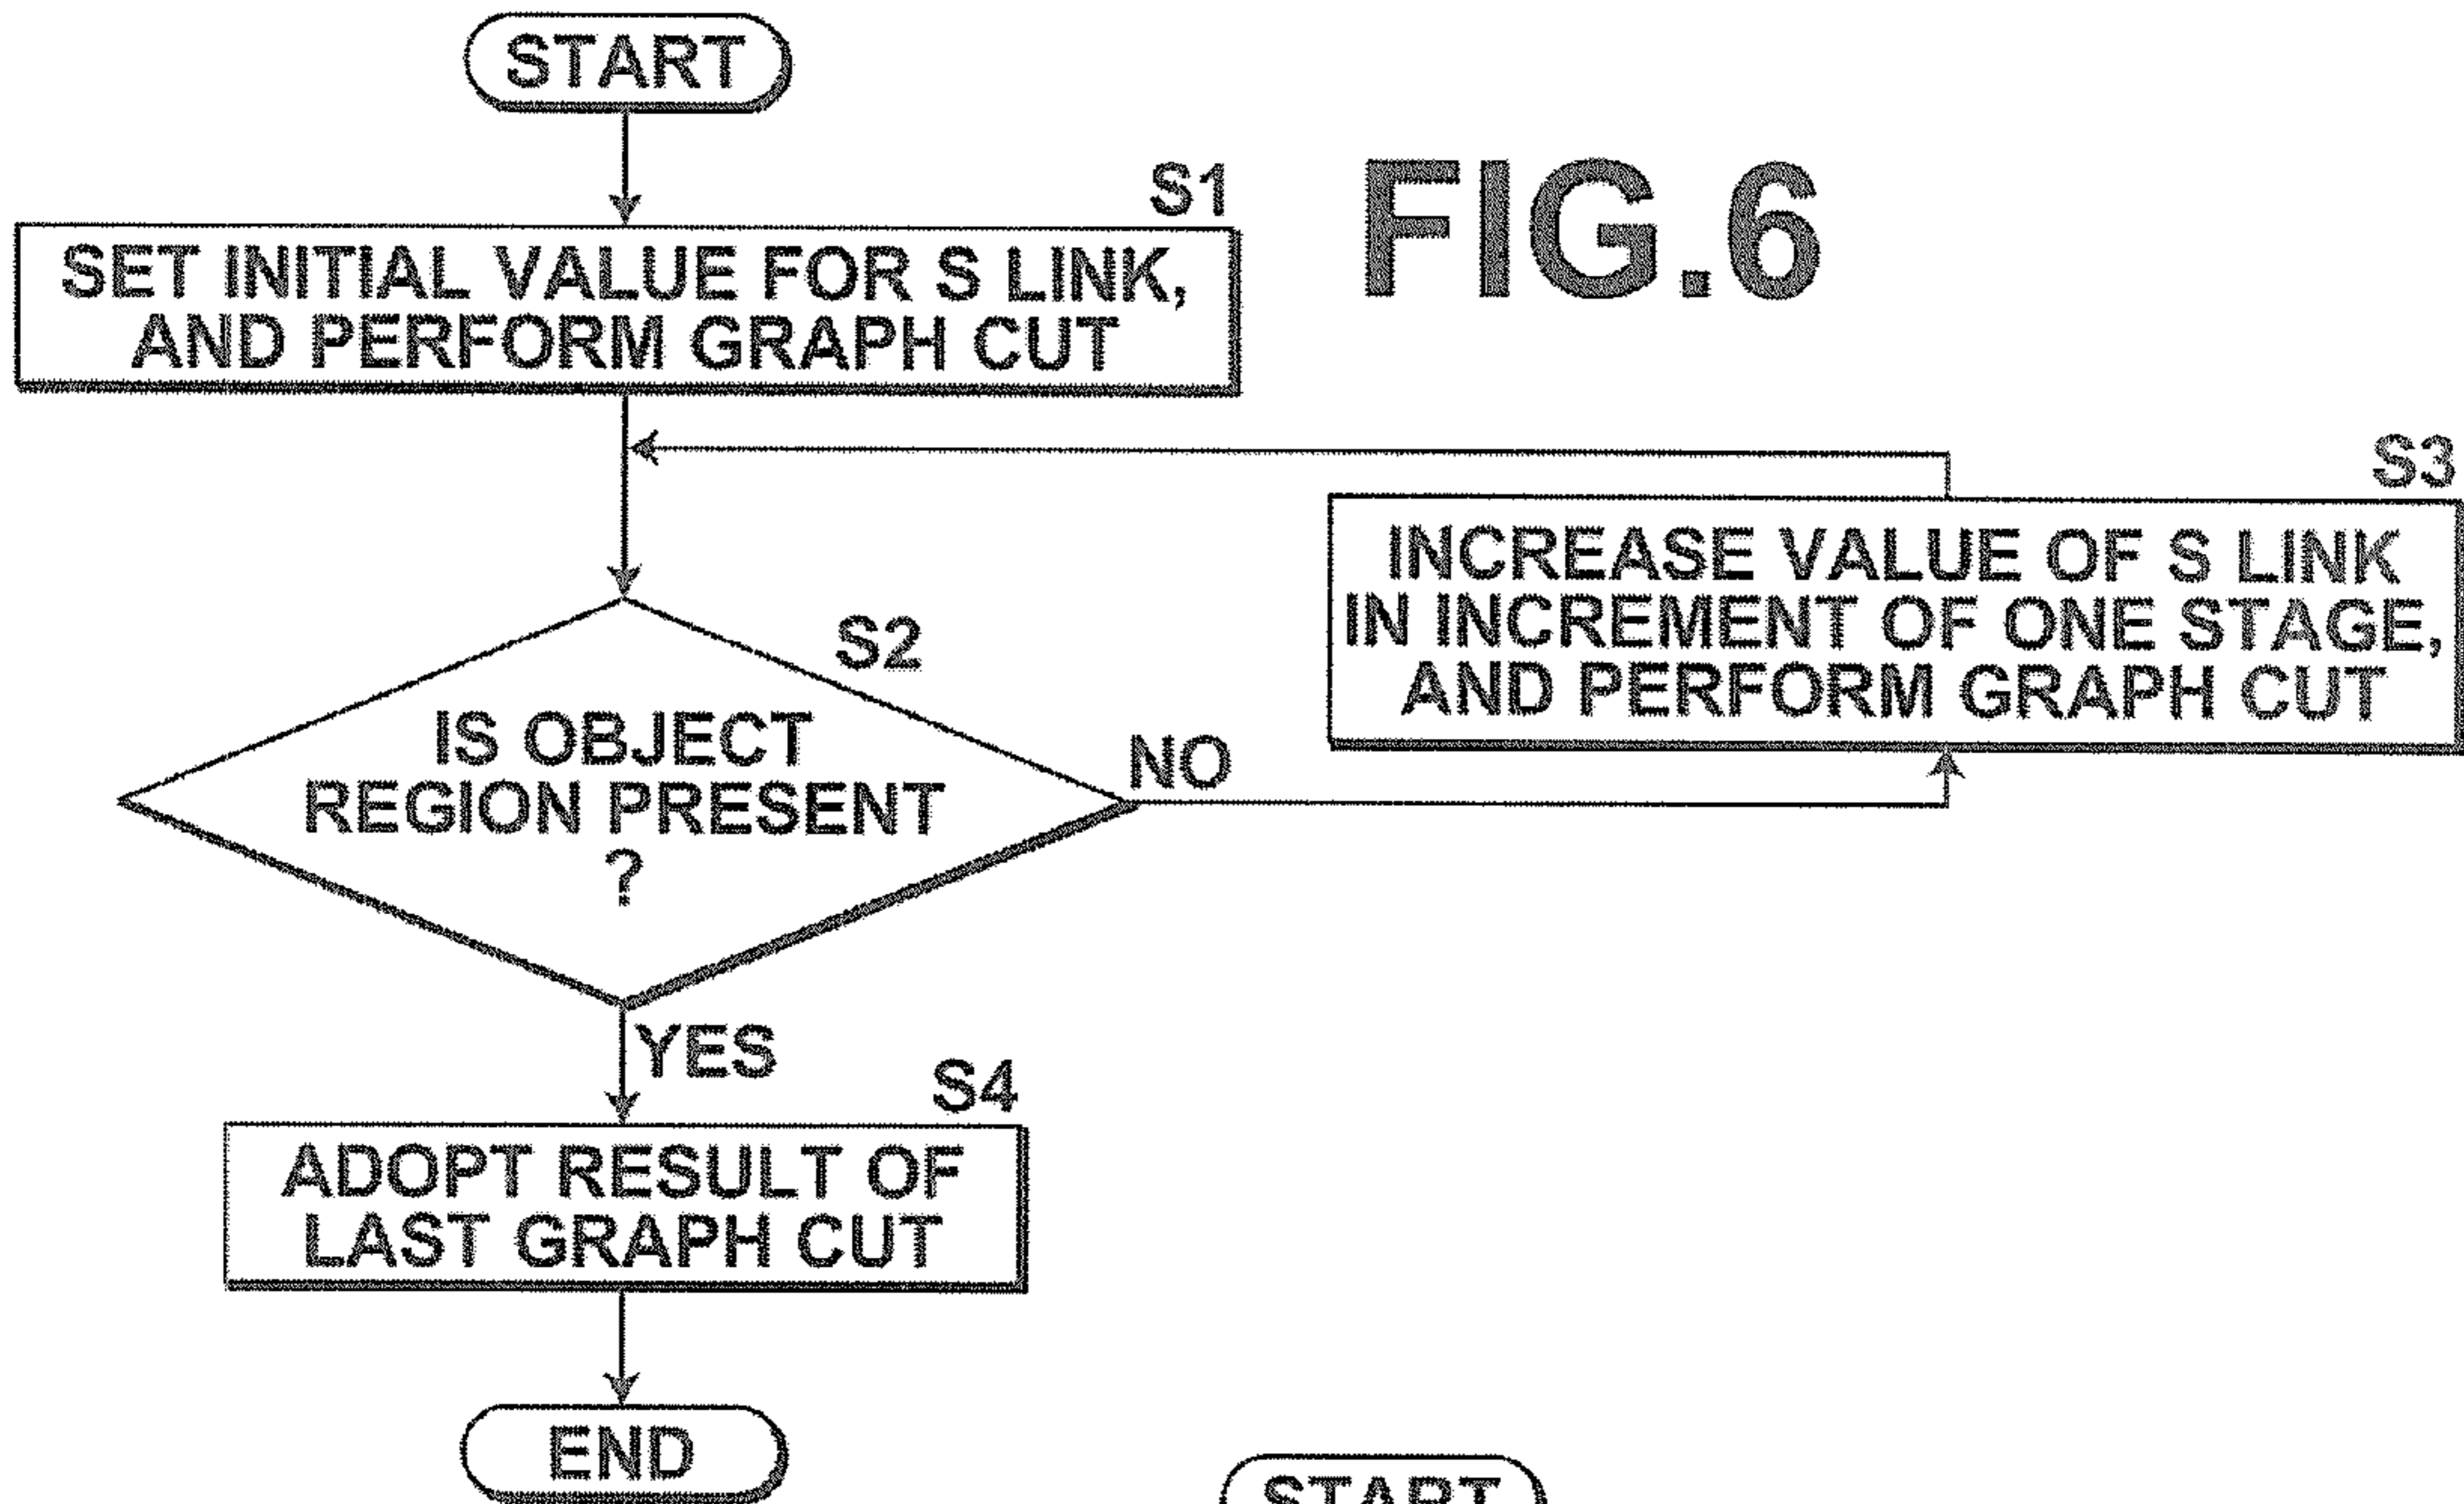 START
FIG.6
S1
SET INITIAL VALUE FOR S LINK,
AND PERFORM GRAPH CUT
S3
INCREASE VALUE OF S LINK
IN INCREMENT OF ONE STAGE,
AND PERFORM GRAPH CUT
S2
IS OBJECT
REGION PRESENT
?
NO
YES
S4
ADOPT RESULT OF
LAST GRAPH CUT
END
START